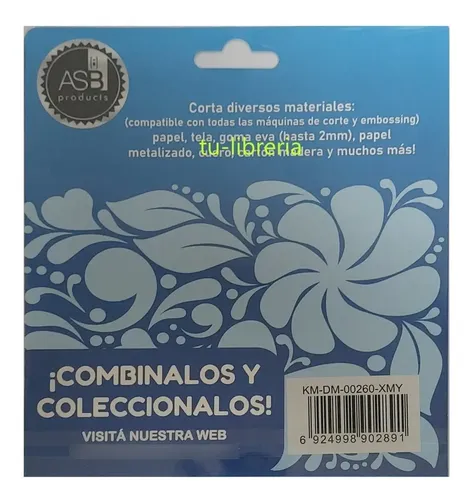 ASB
products
Corta diversos materiales:
(compatible con todas las máquinas de corte y embossing)
papel, tela, goma eva (hasta 2mm), papel
tu-libreria
metalizado, cuero, cartón madera y muchos más!
¡COMBINALOS Y
COLECCIONALOS!
VISITÁ NUESTRA WEB
KM-DM-00260-XMY
6 924998 902891